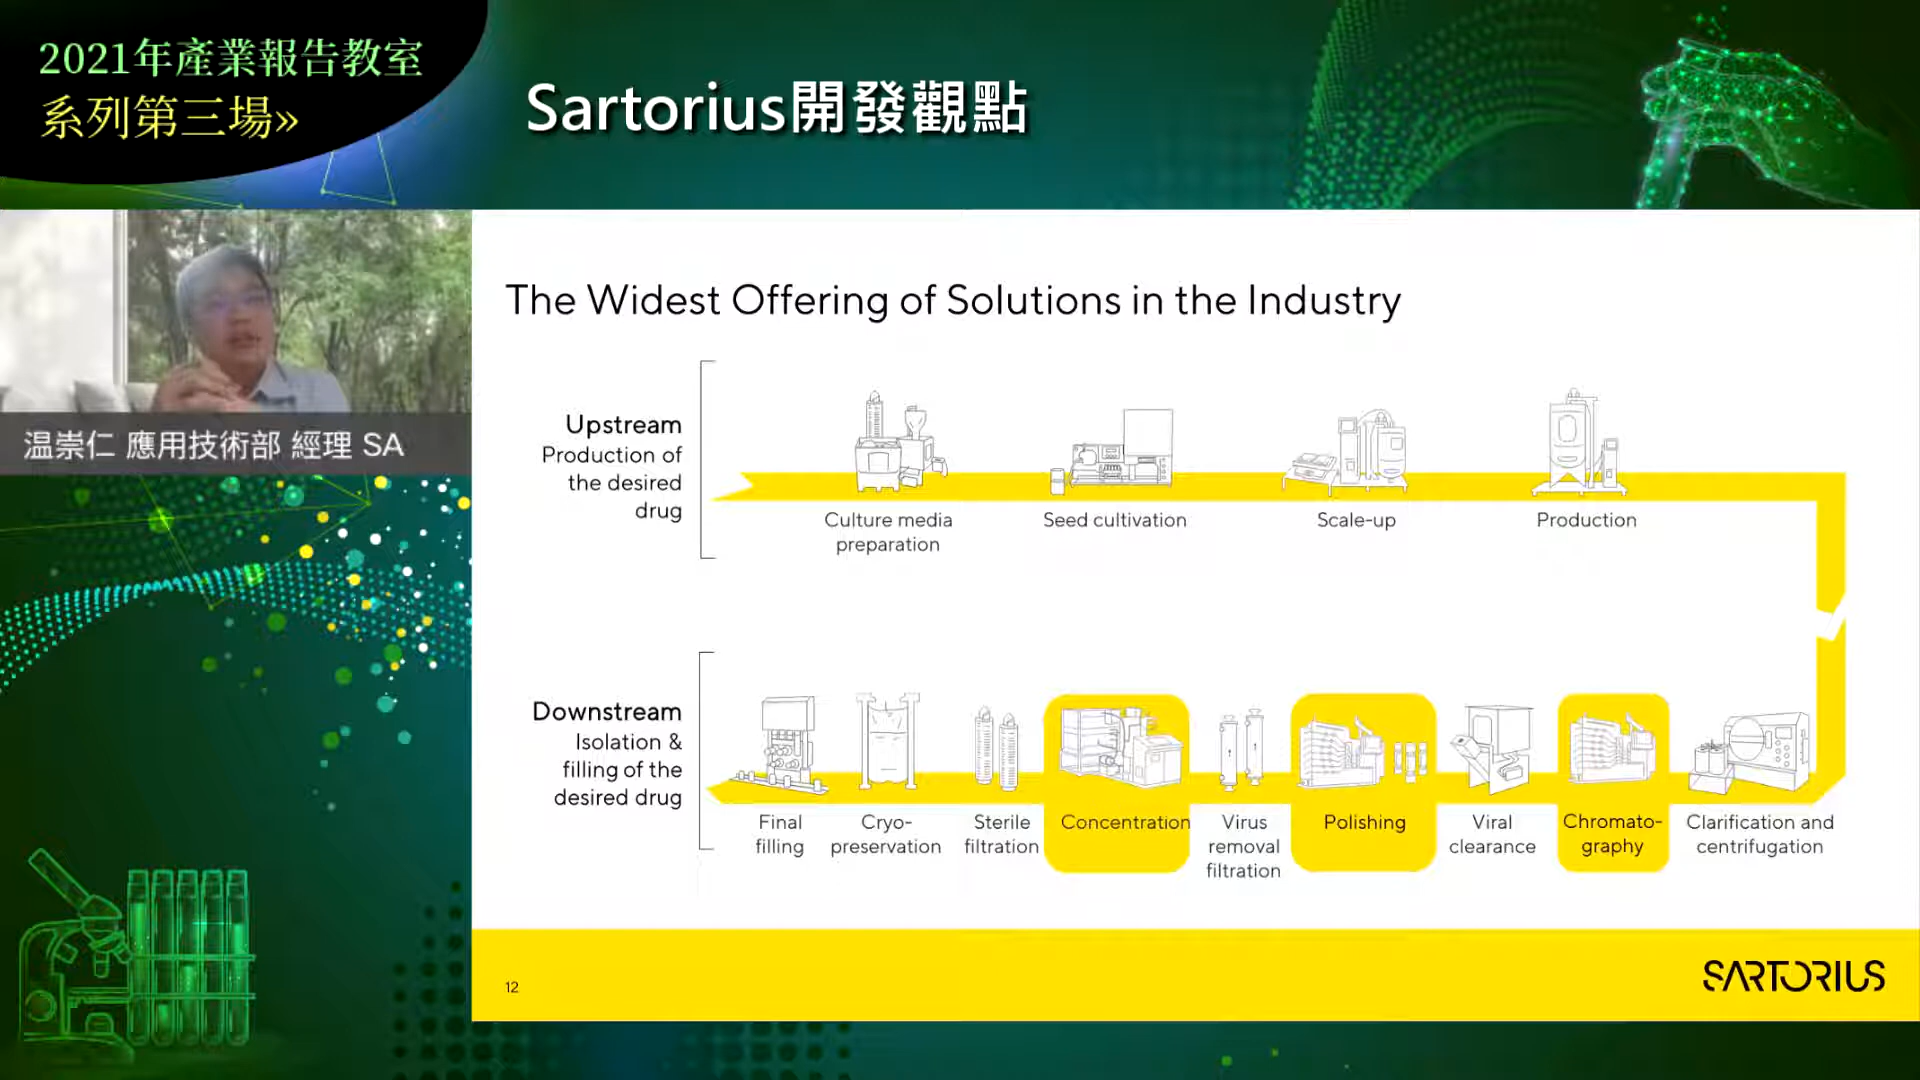 2021年產業報告教室
系列第三場»
Sartorius開發觀點
温崇仁 應用技術部 經理 SA
The Widest Offering of Solutions in the Industry
Upstream
Production of
the desired
drug
Culture media
preparation
Seed cultivation
Scale-up
Production
Downstream
Isolation &
filling of the
desired drug
Final
filling
Cryo-
preservation
Sterile
filtration
Concentration
Virus
removal
filtration
Polishing
Viral
clearance
Chromato-
graphy
Clarification and
centrifugation
12
SARTORIUS